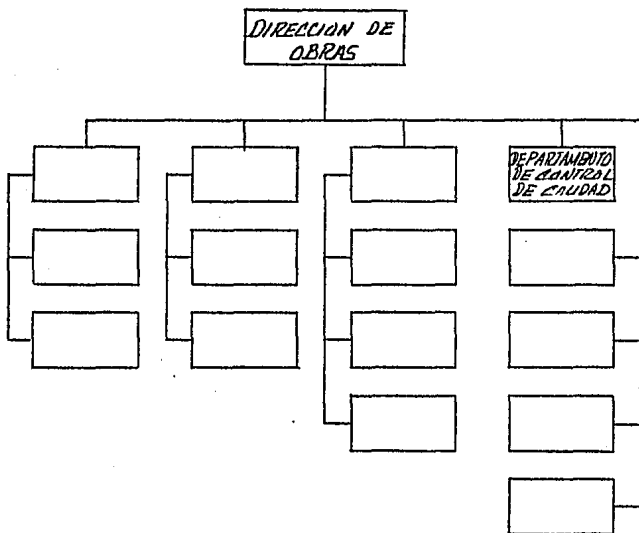 DIRECCION DE
OBRAS
DEPARTAMENTO
DE CONTROL
DE CALIDAD